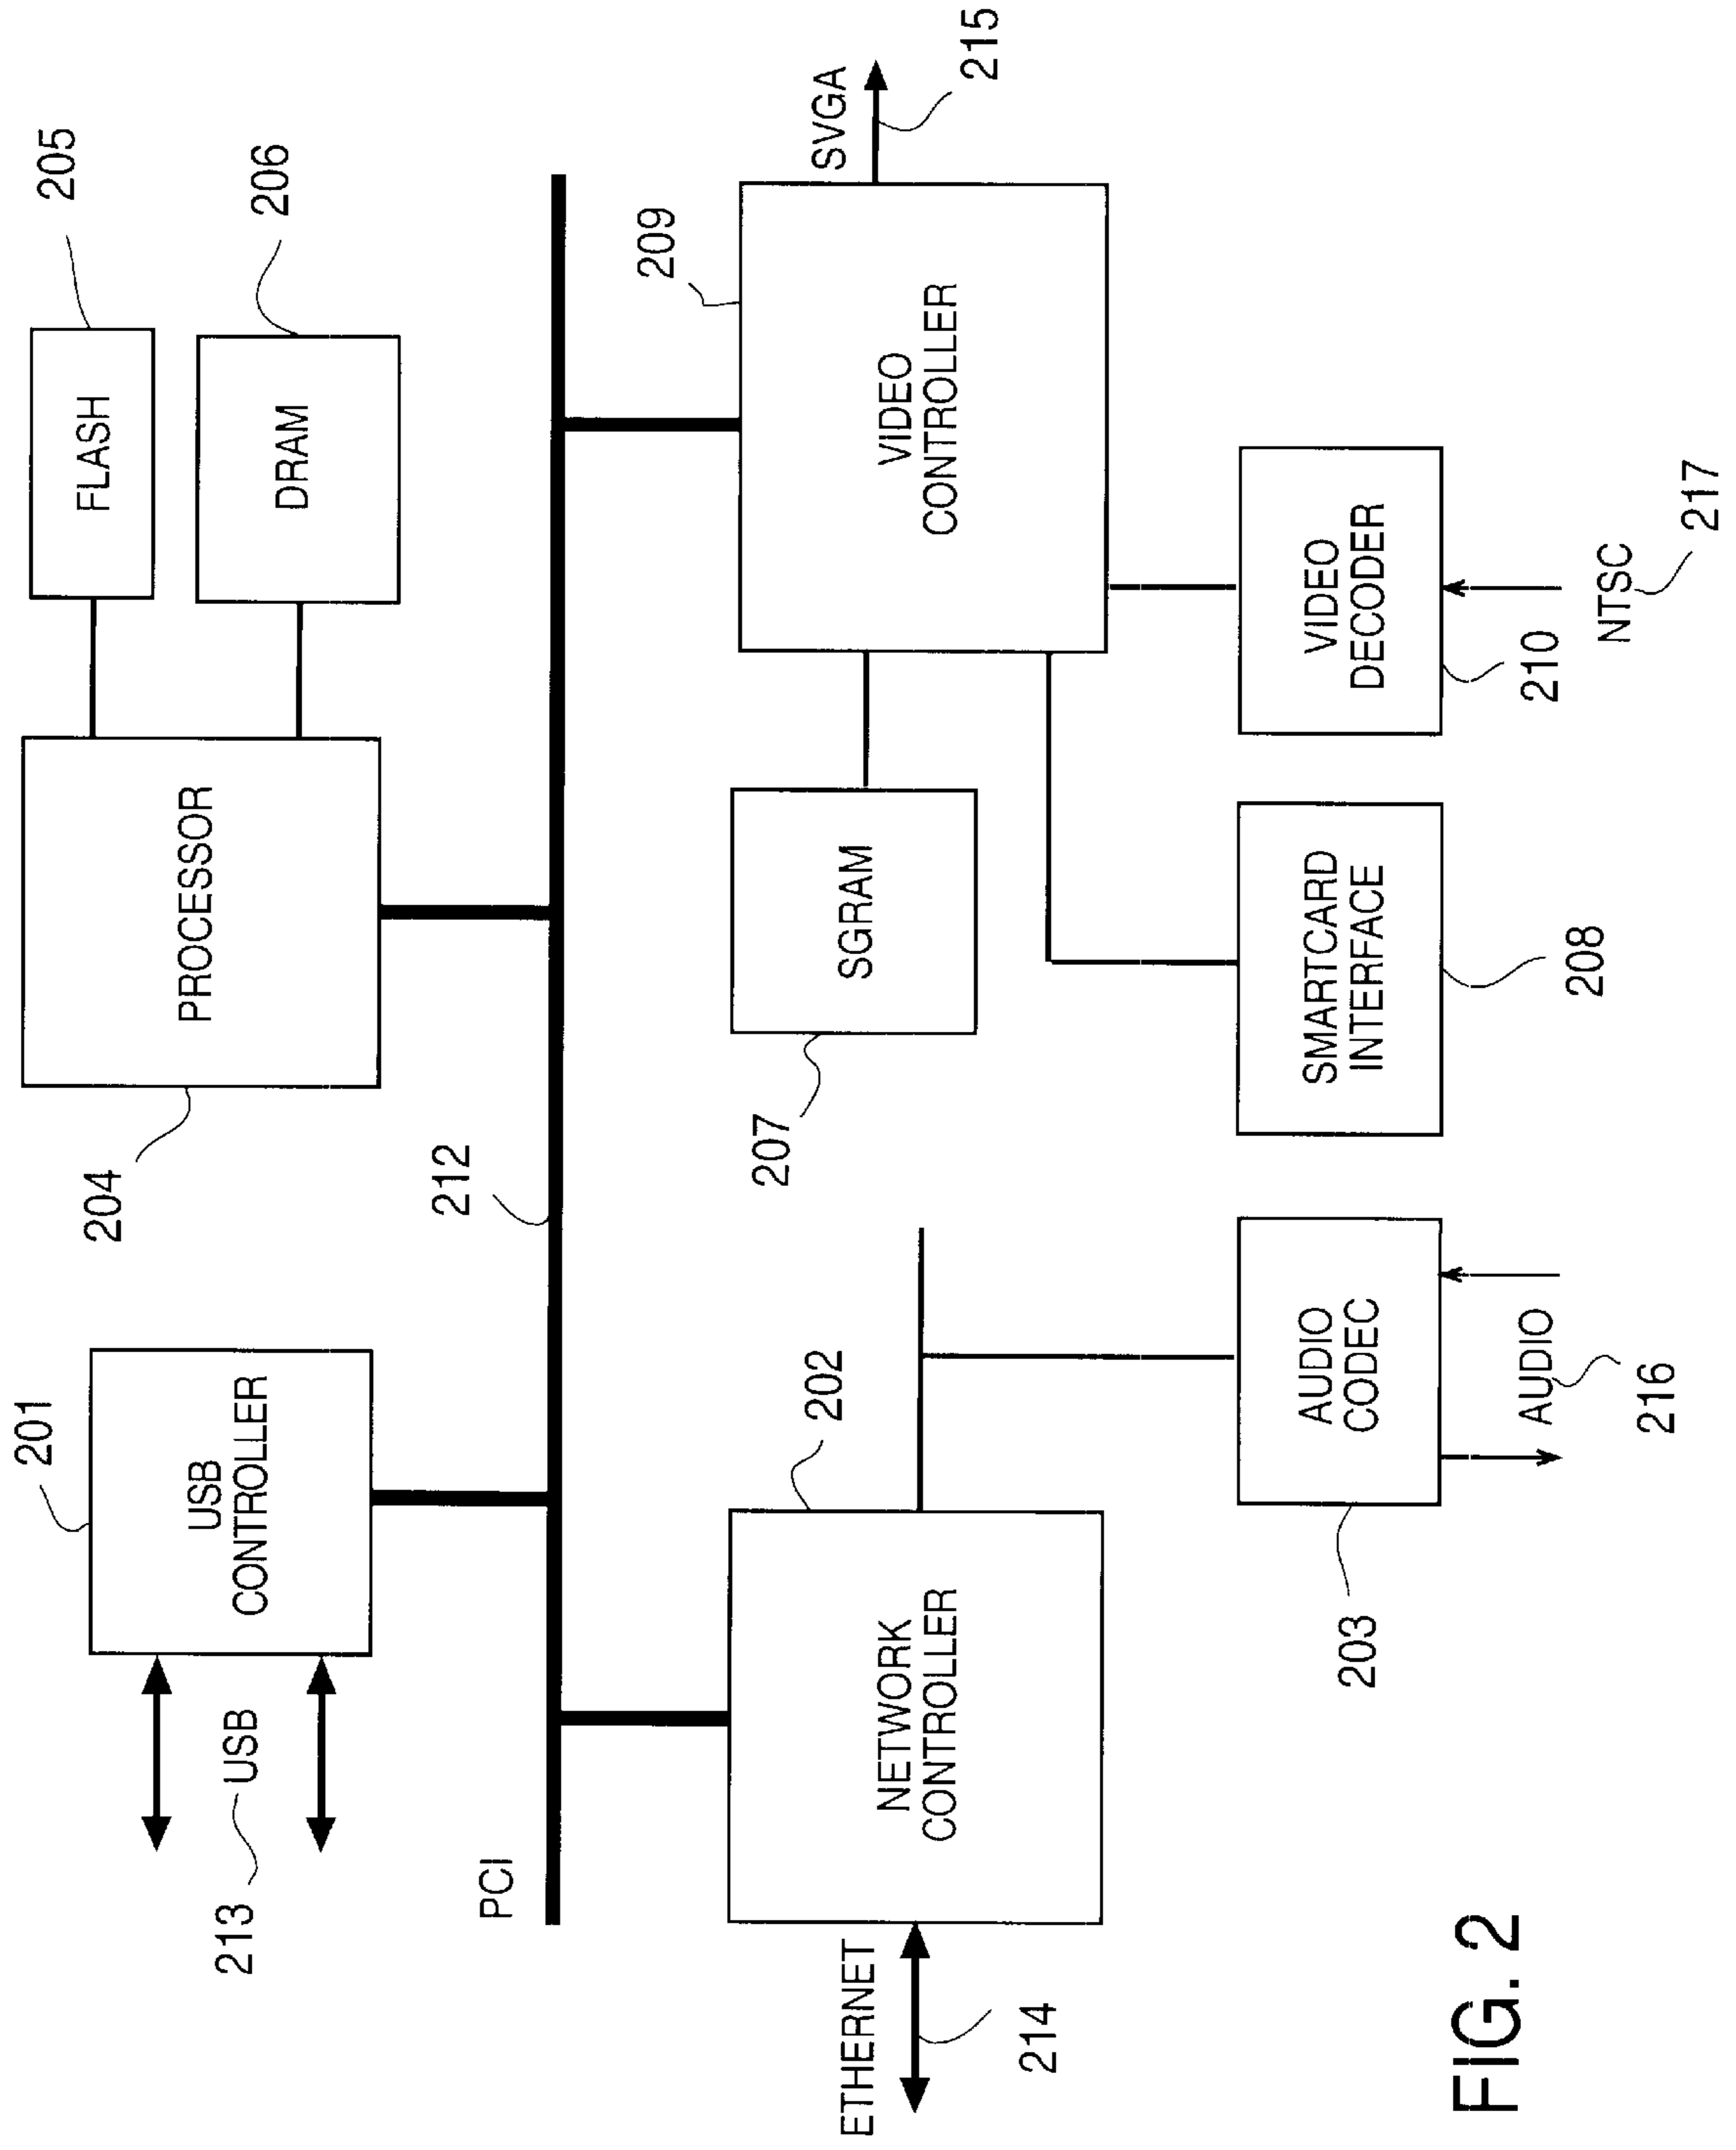 201
USB
CONTROLLER
213
USB
204
PROCESSOR
FLASH
205
DRAM
206
PCI
212
ETHERNET
214
NETWORK
CONTROLLER
202
207
SGRAM
209
VIDEO
CONTROLLER
SVGA
215
203
AUDIO
CODEC
AUDIO
216
SMARTCARD
INTERFACE
208
VIDEO
DECODER
210
NTSC
217
FIG. 2